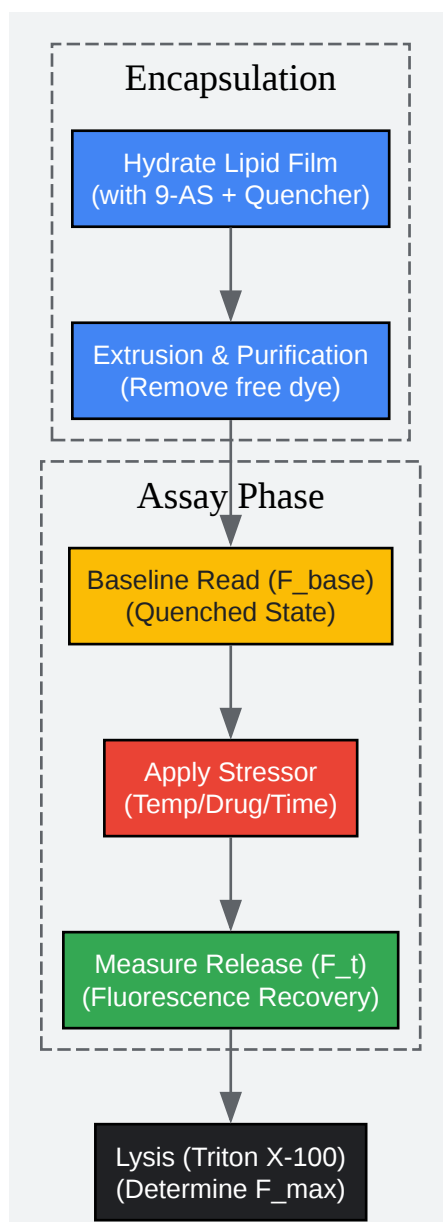 Encapsulation
Hydrate Lipid Film
(with 9-AS + Quencher)
Extrusion & Purification
(Remove free dye)
Assay Phase
Baseline Read (F_base)
(Quenched State)
Apply Stressor
(Temp/Drug/Time)
Measure Release (F_t)
(Fluorescence Recovery)
Lysis (Triton X-100)
(Determine F_max)